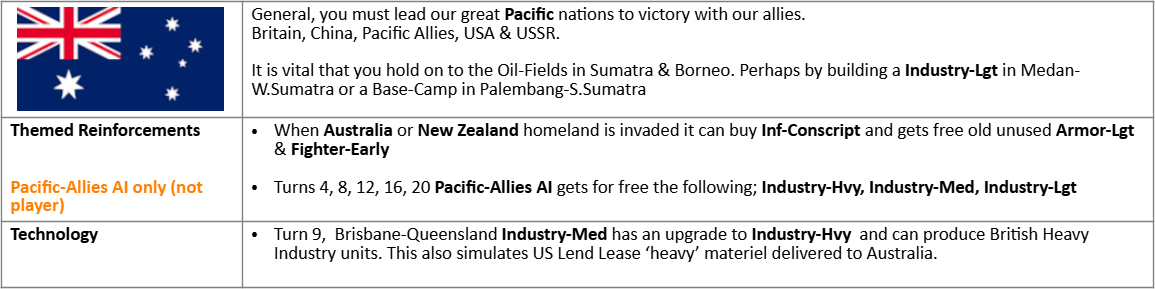 General, you must lead our great Pacific nations to victory with our allies.
Britain, China, Pacific Allies, USA & USSR.
It is vital that you hold on to the Oil-Fields in Sumatra & Borneo. Perhaps by building a Industry-Lgt in Medan-
W.Sumatra or a Base-Camp in Palembang-S.Sumatra
Themed Reinforcements
Pacific-Allies AI only (not
player)
• When Australia or New Zealand homeland is invaded it can buy Inf-Conscript and gets free old unused Armor-Lgt
& Fighter-Early
• Turns 4, 8, 12, 16, 20 Pacific-Allies AI gets for free the following; Industry-Hvy, Industry-Med, Industry-Lgt
Technology
• Turn 9,  Brisbane-Queensland Industry-Med has an upgrade to Industry-Hvy  and can produce British Heavy
Industry units. This also simulates US Lend Lease ‘heavy’ materiel delivered to Australia.